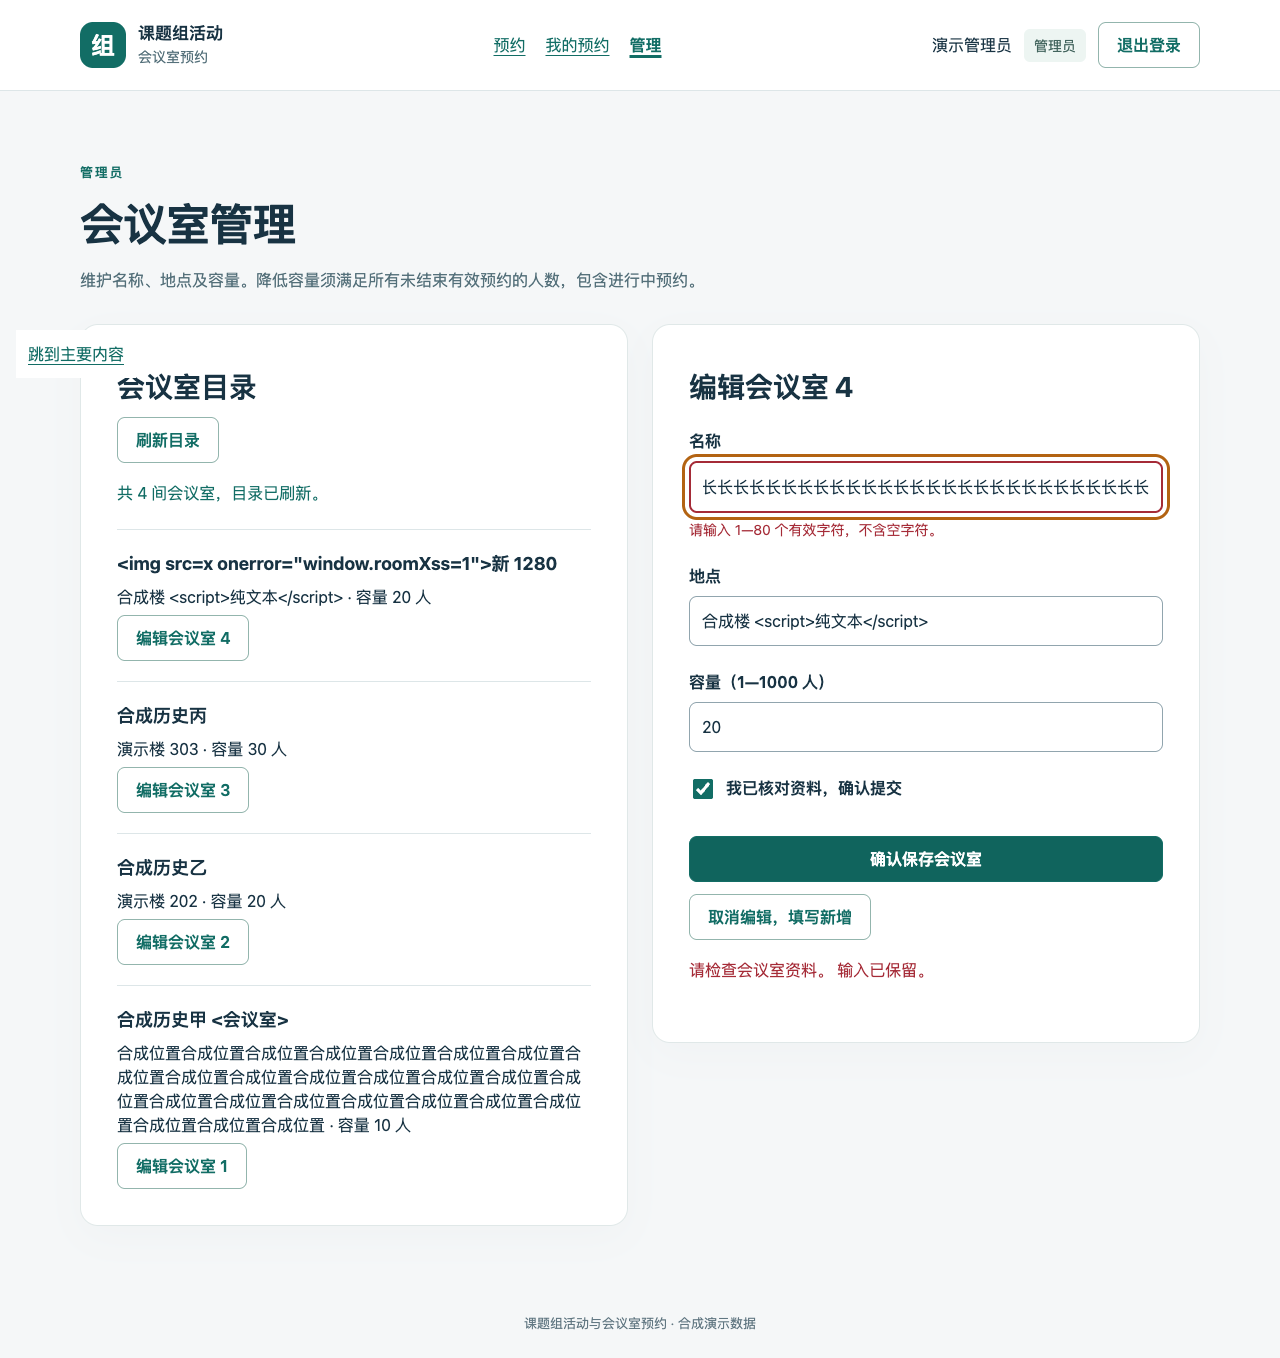 组
课题组活动
会议室预约
预约 我的预约 管理
演示管理员 管理员 退出登录
管理员
会议室管理
维护名称、地点及容量。降低容量须满足所有未结束有效预约的人数，包含进行中预约。
跳到主要内容
会议室目录
刷新目录
共 4 间会议室，目录已刷新。
<img src=x onerror="window.roomXss=1">新 1280
合成楼 <script>纯文本</script> · 容量 20 人
编辑会议室 4
合成历史丙
演示楼 303 · 容量 30 人
编辑会议室 3
合成历史乙
演示楼 202 · 容量 20 人
编辑会议室 2
合成历史甲 <会议室>
合成位置合成位置合成位置合成位置合成位置合成位置合成位置合
成位置合成位置合成位置合成位置合成位置合成位置合成位置合成
位置合成位置合成位置合成位置合成位置合成位置合成位置合成位
置合成位置合成位置合成位置 · 容量 10 人
编辑会议室 1
编辑会议室 4
名称
长长长长长长长长长长长长长长长长长长长长长长长长长长长长
请输入 1—80 个有效字符，不含空字符。
地点
合成楼 <script>纯文本</script>
容量（1—1000 人）
20
我已核对资料，确认提交
确认保存会议室
取消编辑，填写新增
请检查会议室资料。 输入已保留。
课题组活动与会议室预约 · 合成演示数据